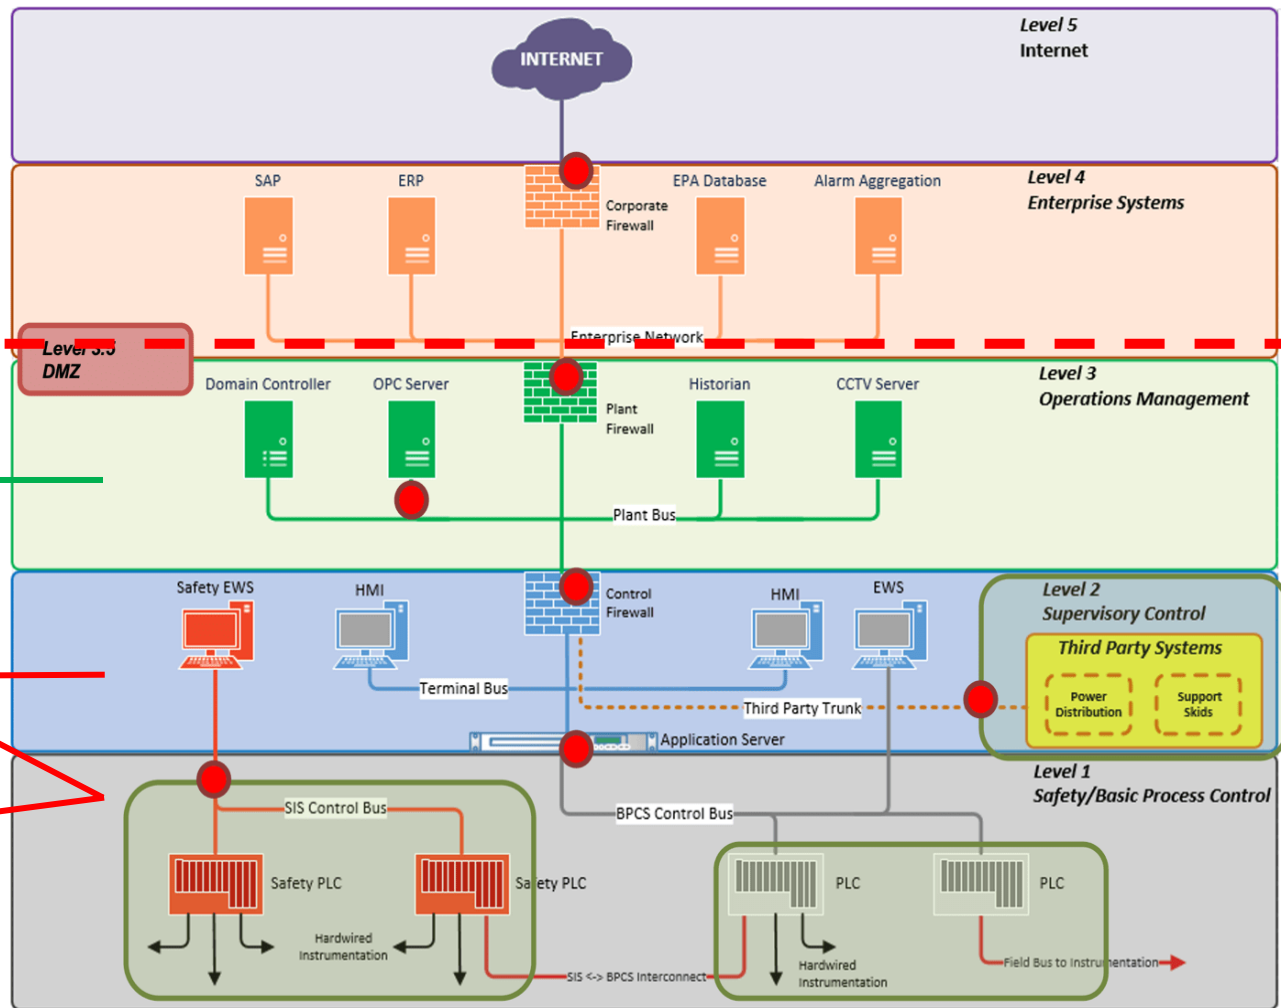 Level 5
Internet
INTERNET
SAP
ERP
EPA Database
Alarm Aggregation
Level 4
Enterprise Systems
Corporate
Firewall
Enterprise Network
Level 3.5
DMZ
Domain Controller
OPC Server
Historian
CCTV Server
Level 3
Operations Management
Plant
Firewall
Plant Bus
Safety EWS
HMI
Control
Firewall
HMI
EWS
Level 2
Supervisory Control
Third Party Systems
Power
Distribution
Support
Skids
Terminal Bus
Third Party Trunk
Application Server
Level 1
Safety/Basic Process Control
SIS Control Bus
BPCS Control Bus
Safety PLC
Safety PLC
PLC
PLC
Hardwired
Instrumentation
SIS <-> BPCS Interconnect
Hardwired
Instrumentation
Field Bus to Instrumentation